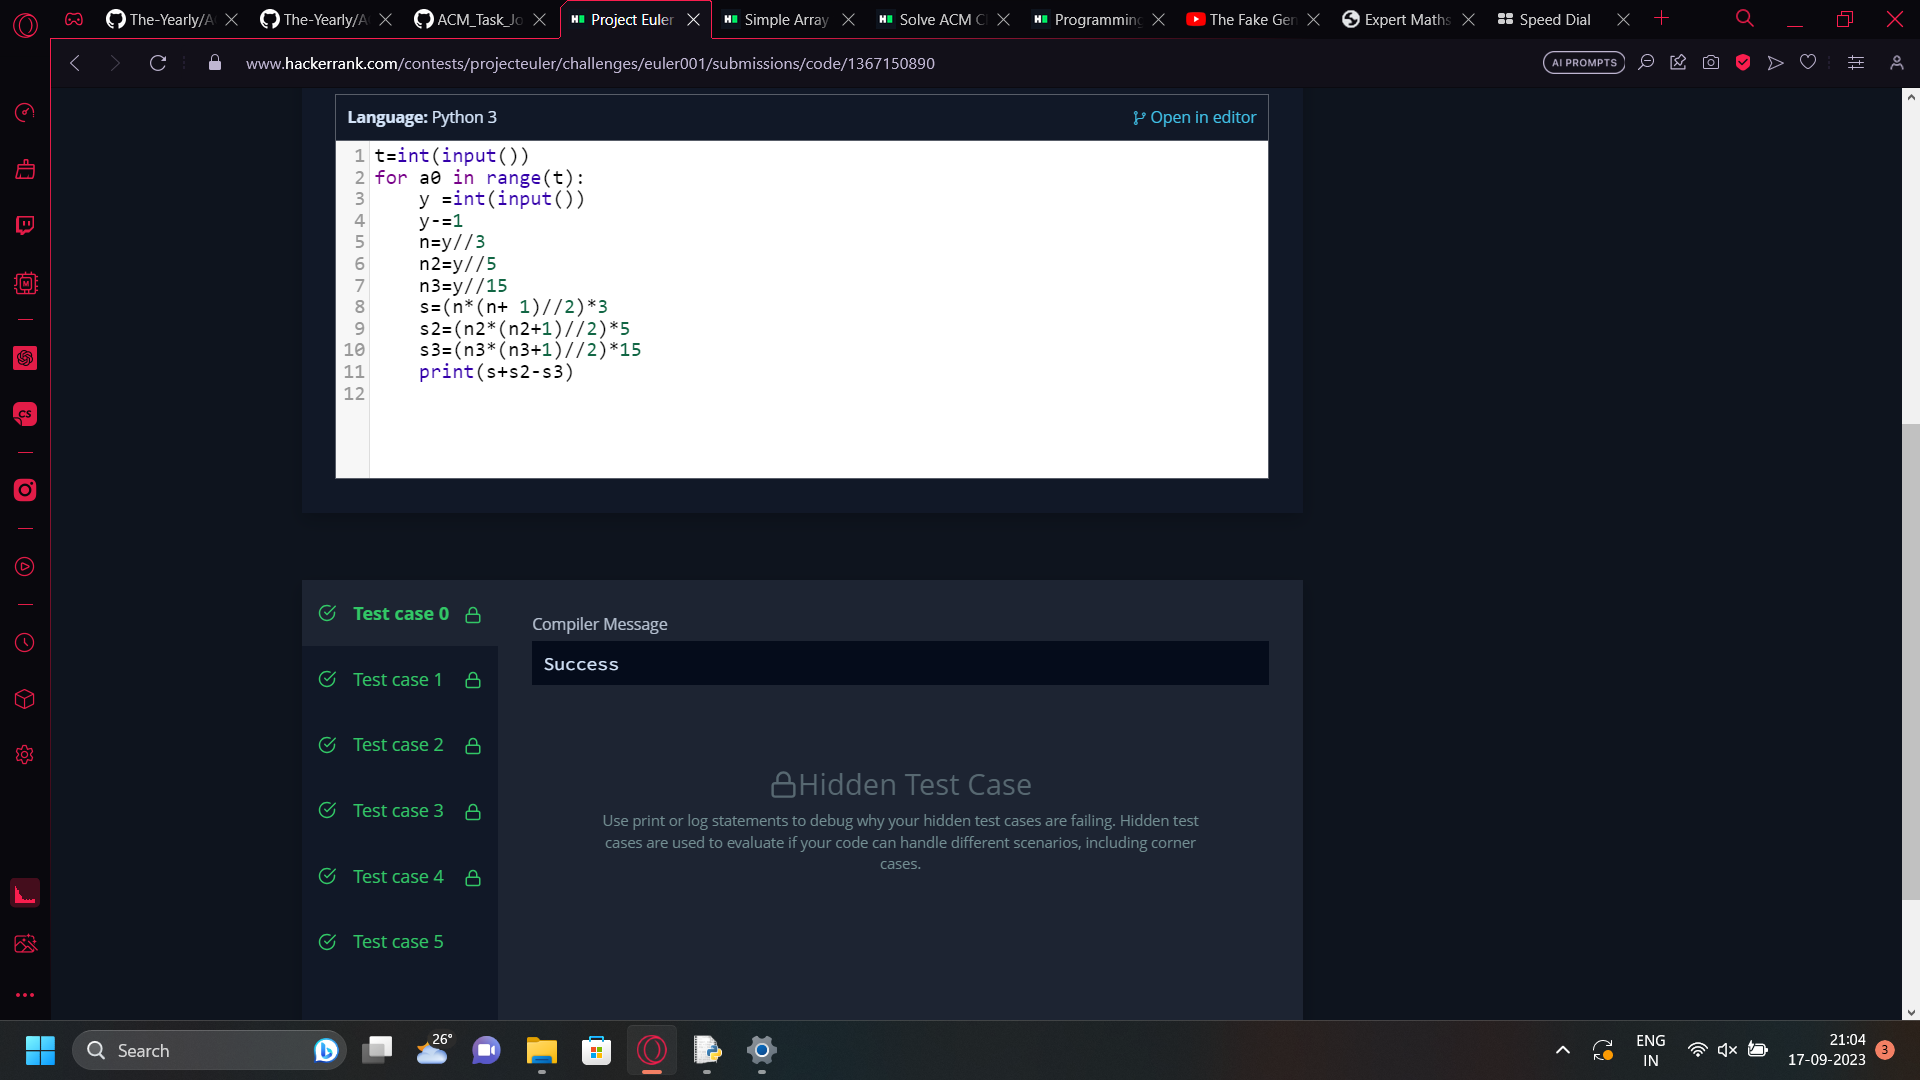 The-Yearly/A
The-Yearly/A
ACM_Task_Jo
Project Euler
Simple Array
Solve ACM C
Programming
The Fake Ge
Expert Maths
Speed Dial
www.hackerrank.com/contests/projecteuler/challenges/euler001/submissions/code/1367150890
AI PROMPTS
Language: Python 3
Open in editor
1 t=int(input())
2 for a0 in range(t):
3 y =int(input())
4 y-=1
5 n=y//3
6 n2=y//5
7 n3=y//15
8 s=(n*(n+ 1)//2)*3
9 s2=(n2*(n2+1)//2)*5
10 s3=(n3*(n3+1)//2)*15
11 print(s+s2-s3)
12
Test case 0
Compiler Message
Success
Test case 1
Test case 2
Test case 3
Test case 4
Test case 5
Hidden Test Case
Use print or log statements to debug why your hidden test cases are failing. Hidden test
cases are used to evaluate if your code can handle different scenarios, including corner
cases.
CS
Search
26°
ENG
IN
21:04
17-09-2023
3